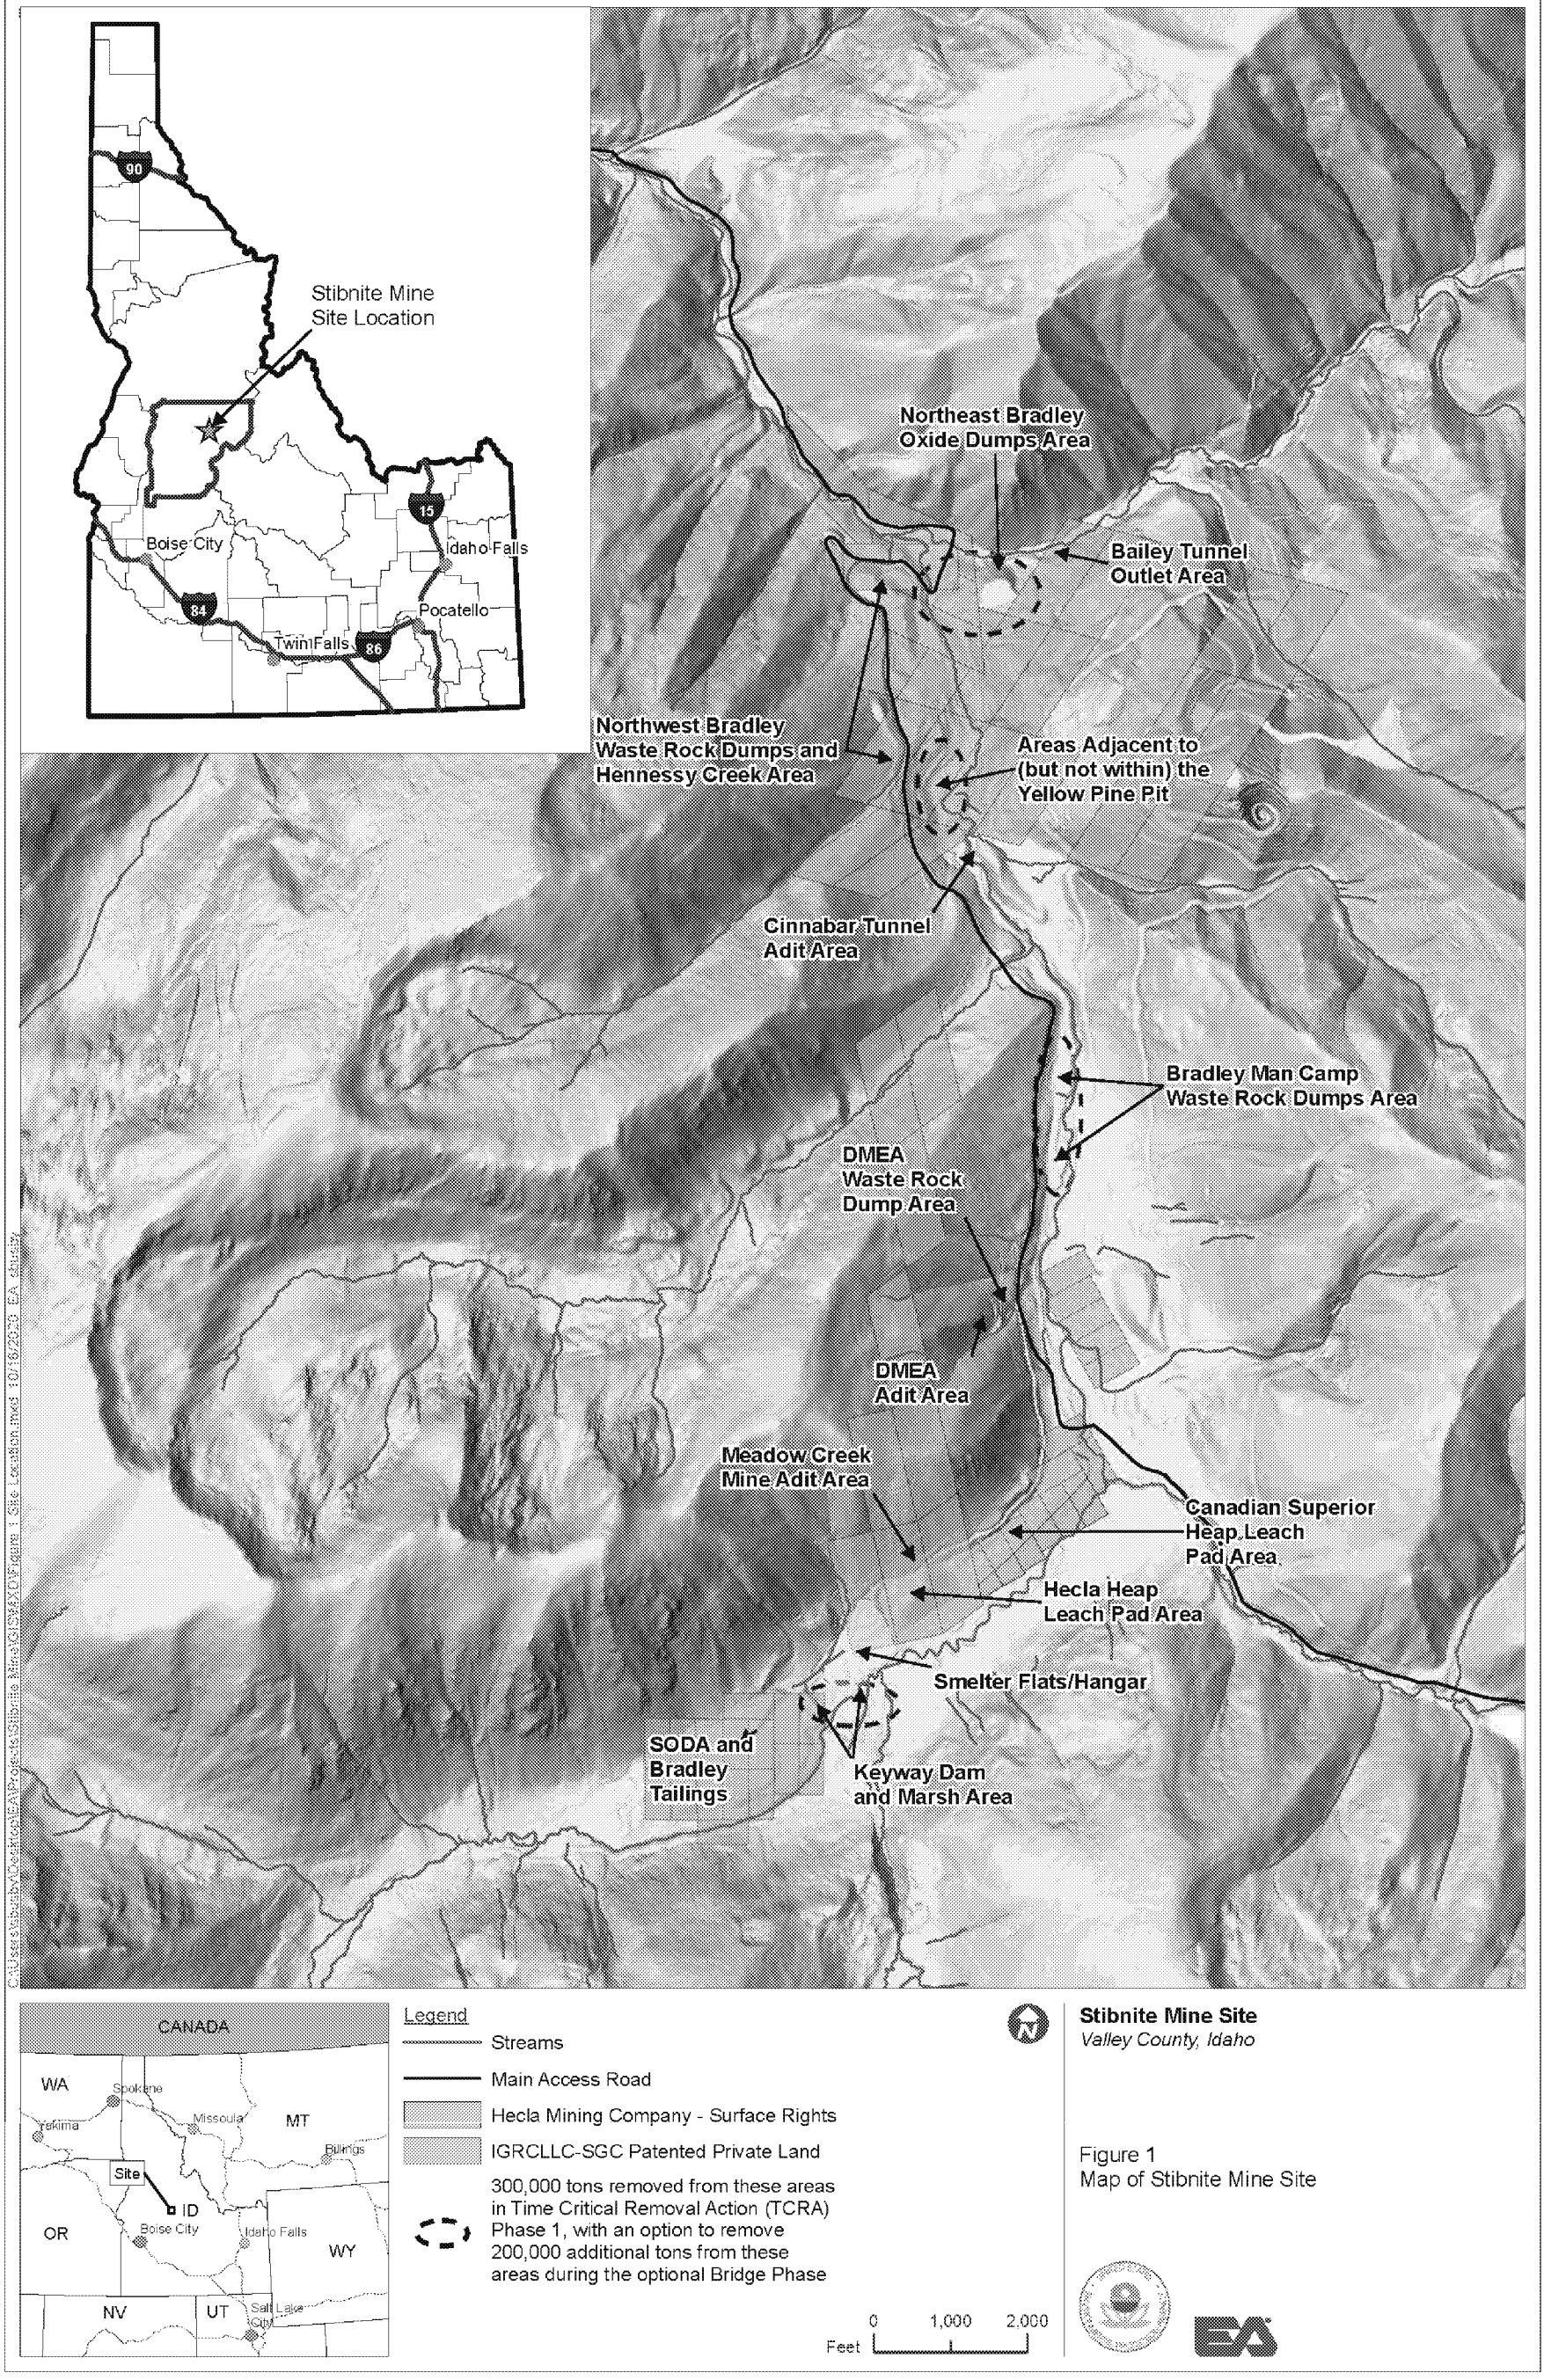 90
Stibnite Mine
Site Location
15
Boise City
Idaho Falls
84
Pocatello
Twin Falls
86
Northeast Bradley
Oxide Dumps Area
Bailey Tunnel
Outlet Area
Northwest Bradley
Waste Rock Dumps and
Hennessy Creek Area
Areas Adjacent to
(but not within) the
Yellow Pine Pit
Cinnabar Tunnel
Adit Area
Bradley Man Camp
Waste Rock Dumps Area
DMEA
Waste Rock
Dump Area
DMEA
Adit Area
Meadow Creek
Mine Adit Area
Canadian Superior
Heap Leach
Pad Area
Hecla Heap
Leach Pad Area
Smelter Flats/Hangar
SODA and
Bradley
Tailings
Keyway Dam
and Marsh Area
CANADA
WA
Spokane
Yakima
Missoula
MT
Billings
Site
ID
OR
Boise City
Idaho Falls
WY
NV
UT
Salt Lake
City
Legend
Streams
Main Access Road
Hecla Mining Company - Surface Rights
IGRCLLC-SGC Patented Private Land
300,000 tons removed from these areas
in Time Critical Removal Action (TCRA)
Phase 1, with an option to remove
200,000 additional tons from these
areas during the optional Bridge Phase
N
0 1,000 2,000
Feet
Stibnite Mine Site
Valley County, Idaho
Figure 1
Map of Stibnite Mine Site
EA